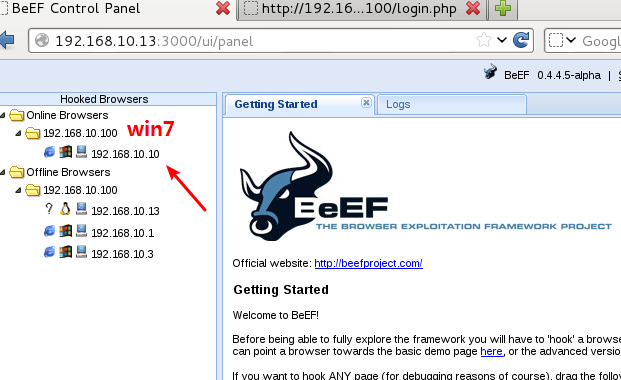 BeEF Control Panel
http://192.16...100/login.php
192.168.10.13:3000/ui/panel
Google
BeEF 0.4.4.5-alpha |
Hooked Browsers
Getting Started
Logs
Online Browsers
192.168.10.100
win7
192.168.10.10
Offline Browsers
192.168.10.100
? 192.168.10.13
192.168.10.1
192.168.10.3
BeEF
THE BROWSER EXPLOITATION FRAMEWORK PROJECT
Official website: http://beefproject.com/
Getting Started
Welcome to BeEF!
Before being able to fully explore the framework you will have to 'hook' a browse
can point a browser towards the basic demo page here, or the advanced versio
If you want to hook ANY page (for debugging reasons of course), drag the follo